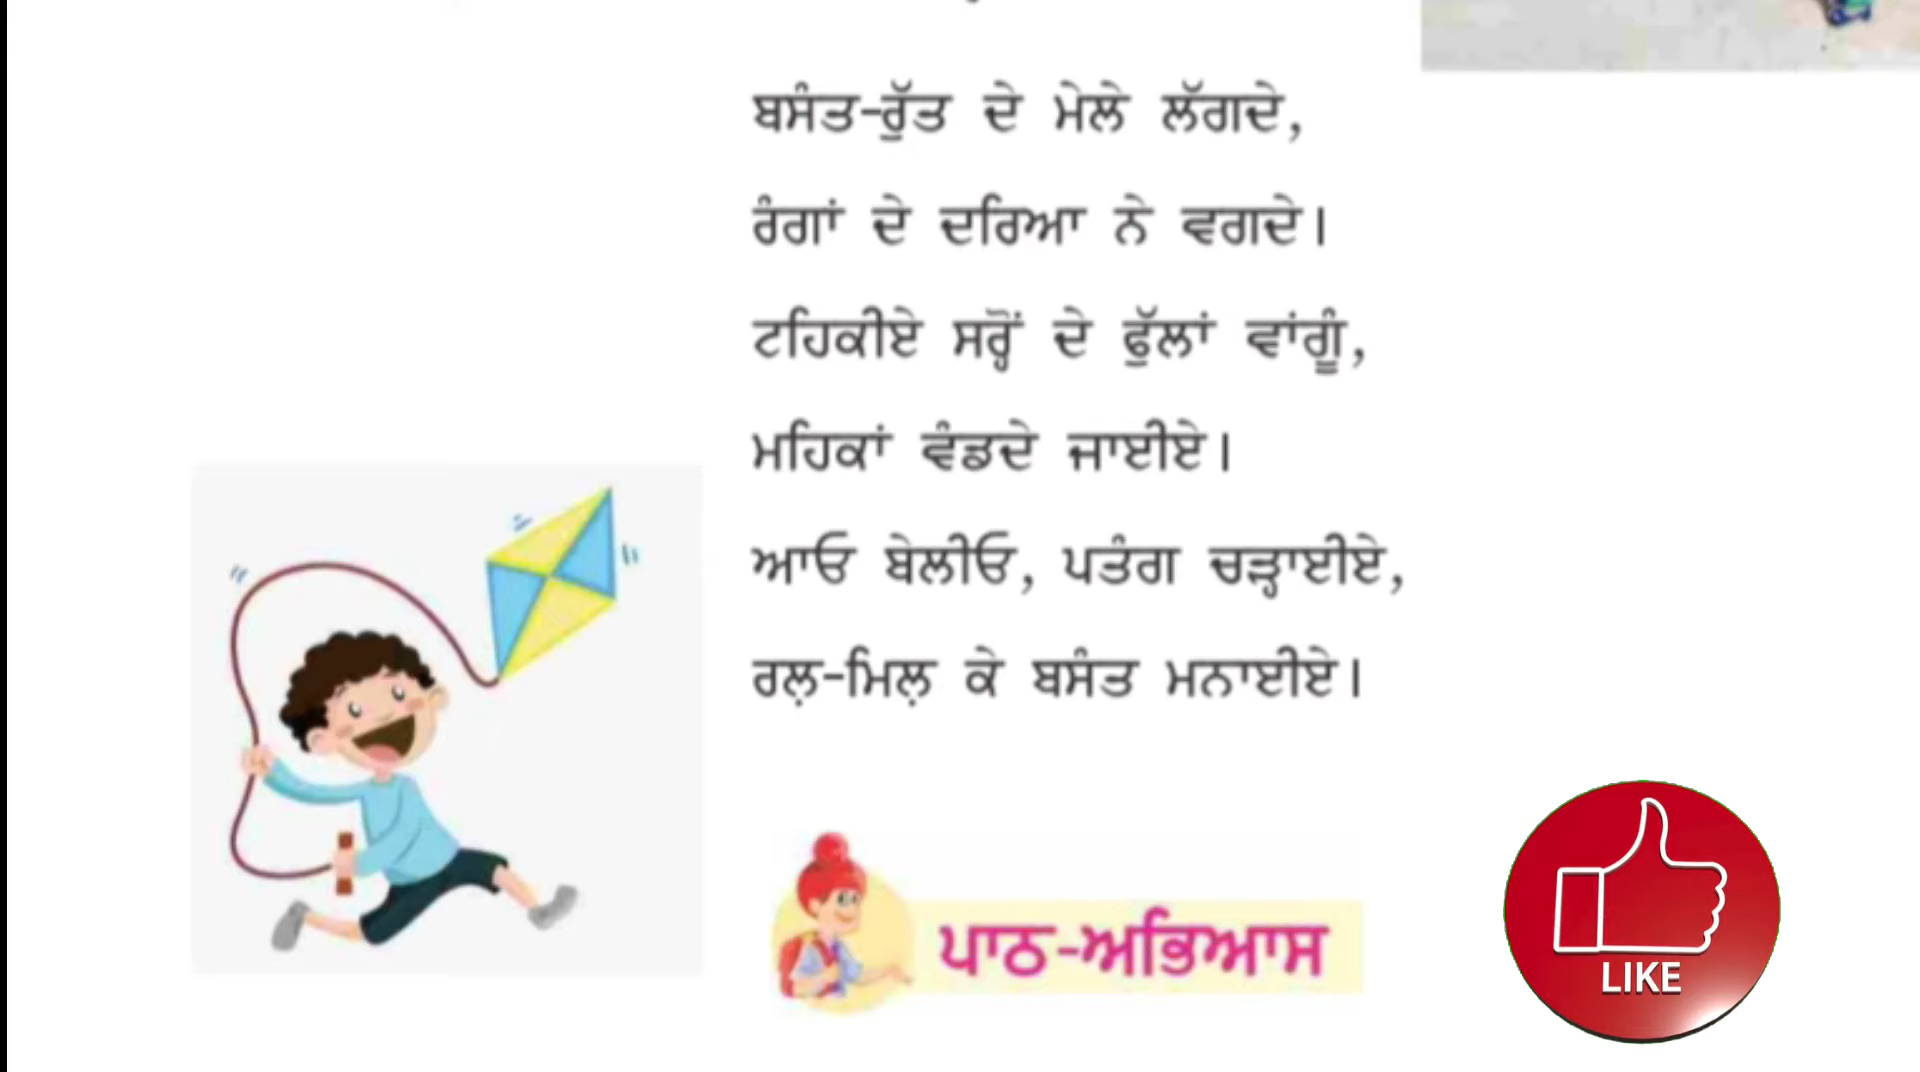 ਬਸੰਤ-ਰੁੱਤ ਦੇ ਮੇਲੇ ਲੱਗਦੇ,
ਰੰਗਾਂ ਦੇ ਦਰਿਆ ਨੇ ਵਗਦੇ।
ਟਹਿਕੀਏ ਸਰ੍ਹੋਂ ਦੇ ਫੁੱਲਾਂ ਵਾਂਗੂੰ,
ਮਹਿਕਾਂ ਵੰਡਦੇ ਜਾਈਏ।
ਆਓ ਬੇਲੀਓ, ਪਤੰਗ ਚੜ੍ਹਾਈਏ,
ਰਲ਼-ਮਿਲ਼ ਕੇ ਬਸੰਤ ਮਨਾਈਏ।
ਪਾਠ-ਅਭਿਆਸ
LIKE